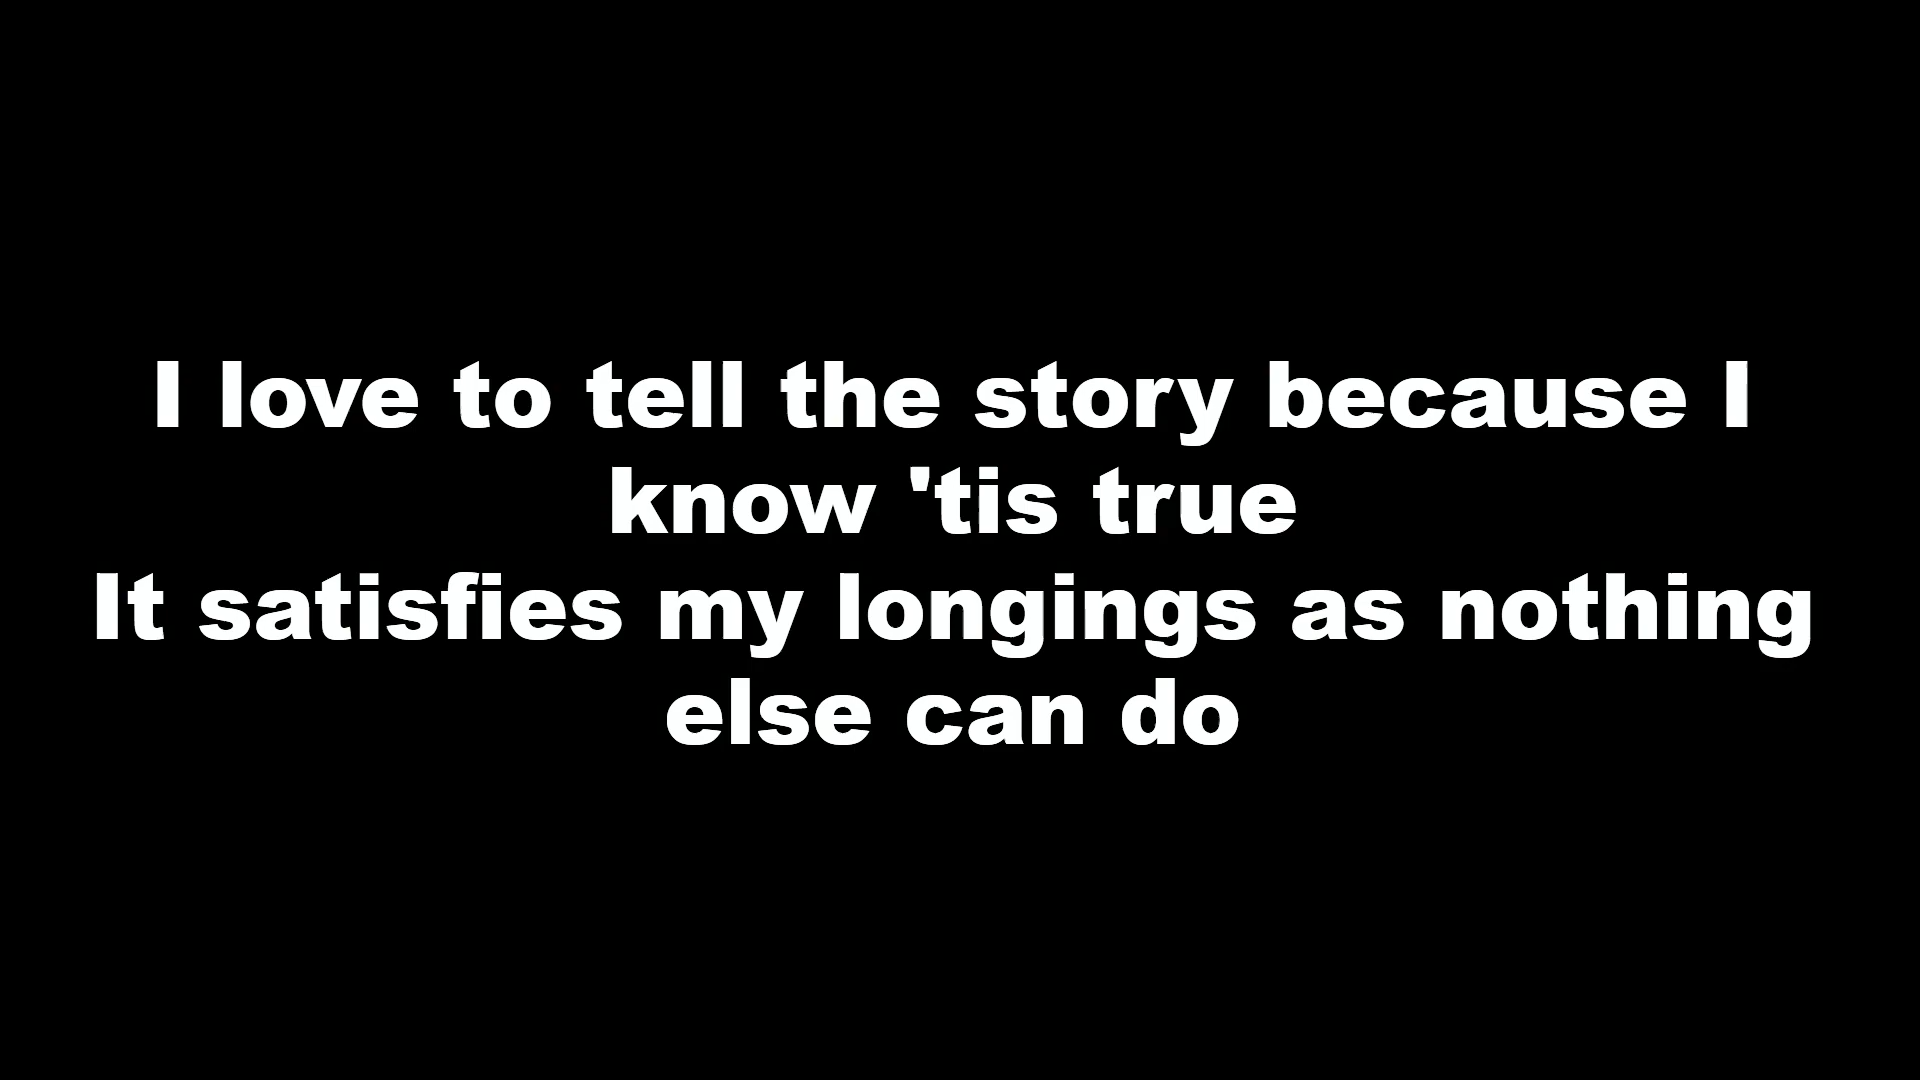 I love to tell the story because I
know 'tis true
It satisfies my longings as nothing
else can do